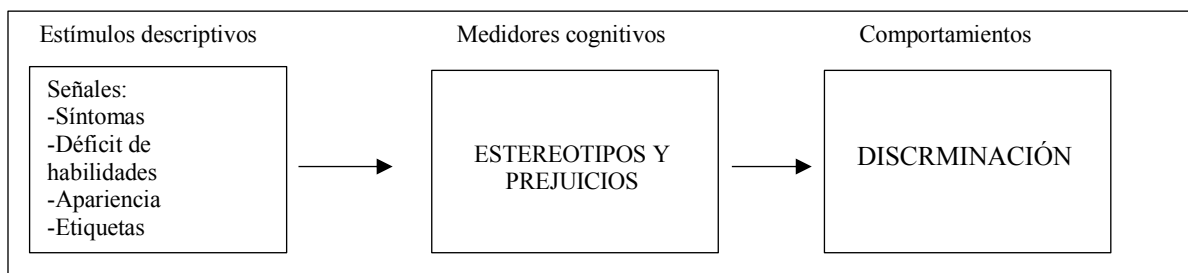 Estímulos descriptivos
Medidores cognitivos
Comportamientos
Señales:
-Síntomas
-Déficit de
habilidades
-Apariencia
-Etiquetas
ESTEREOTIPOS Y
PREJUICIOS
DISCRMINACIÓN